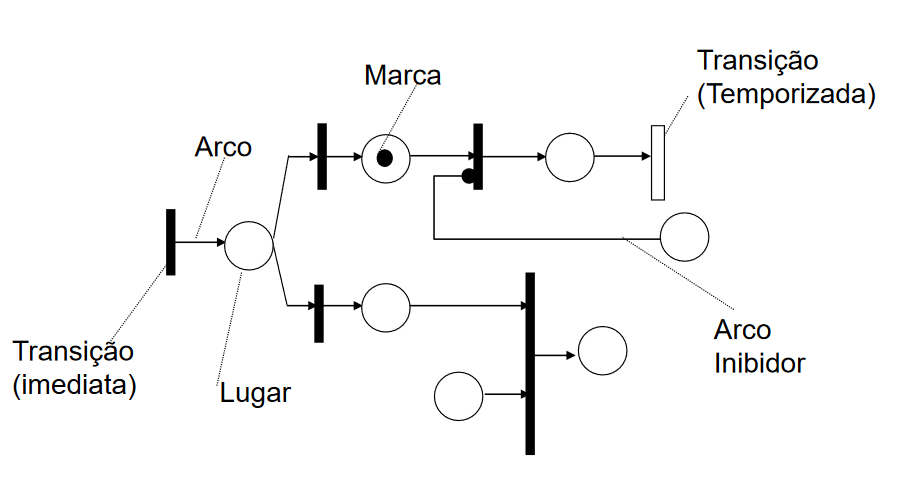 Transição
(Temporizada)
Marca
Arco
Transição
(imediata)
Lugar
Arco
Inibidor